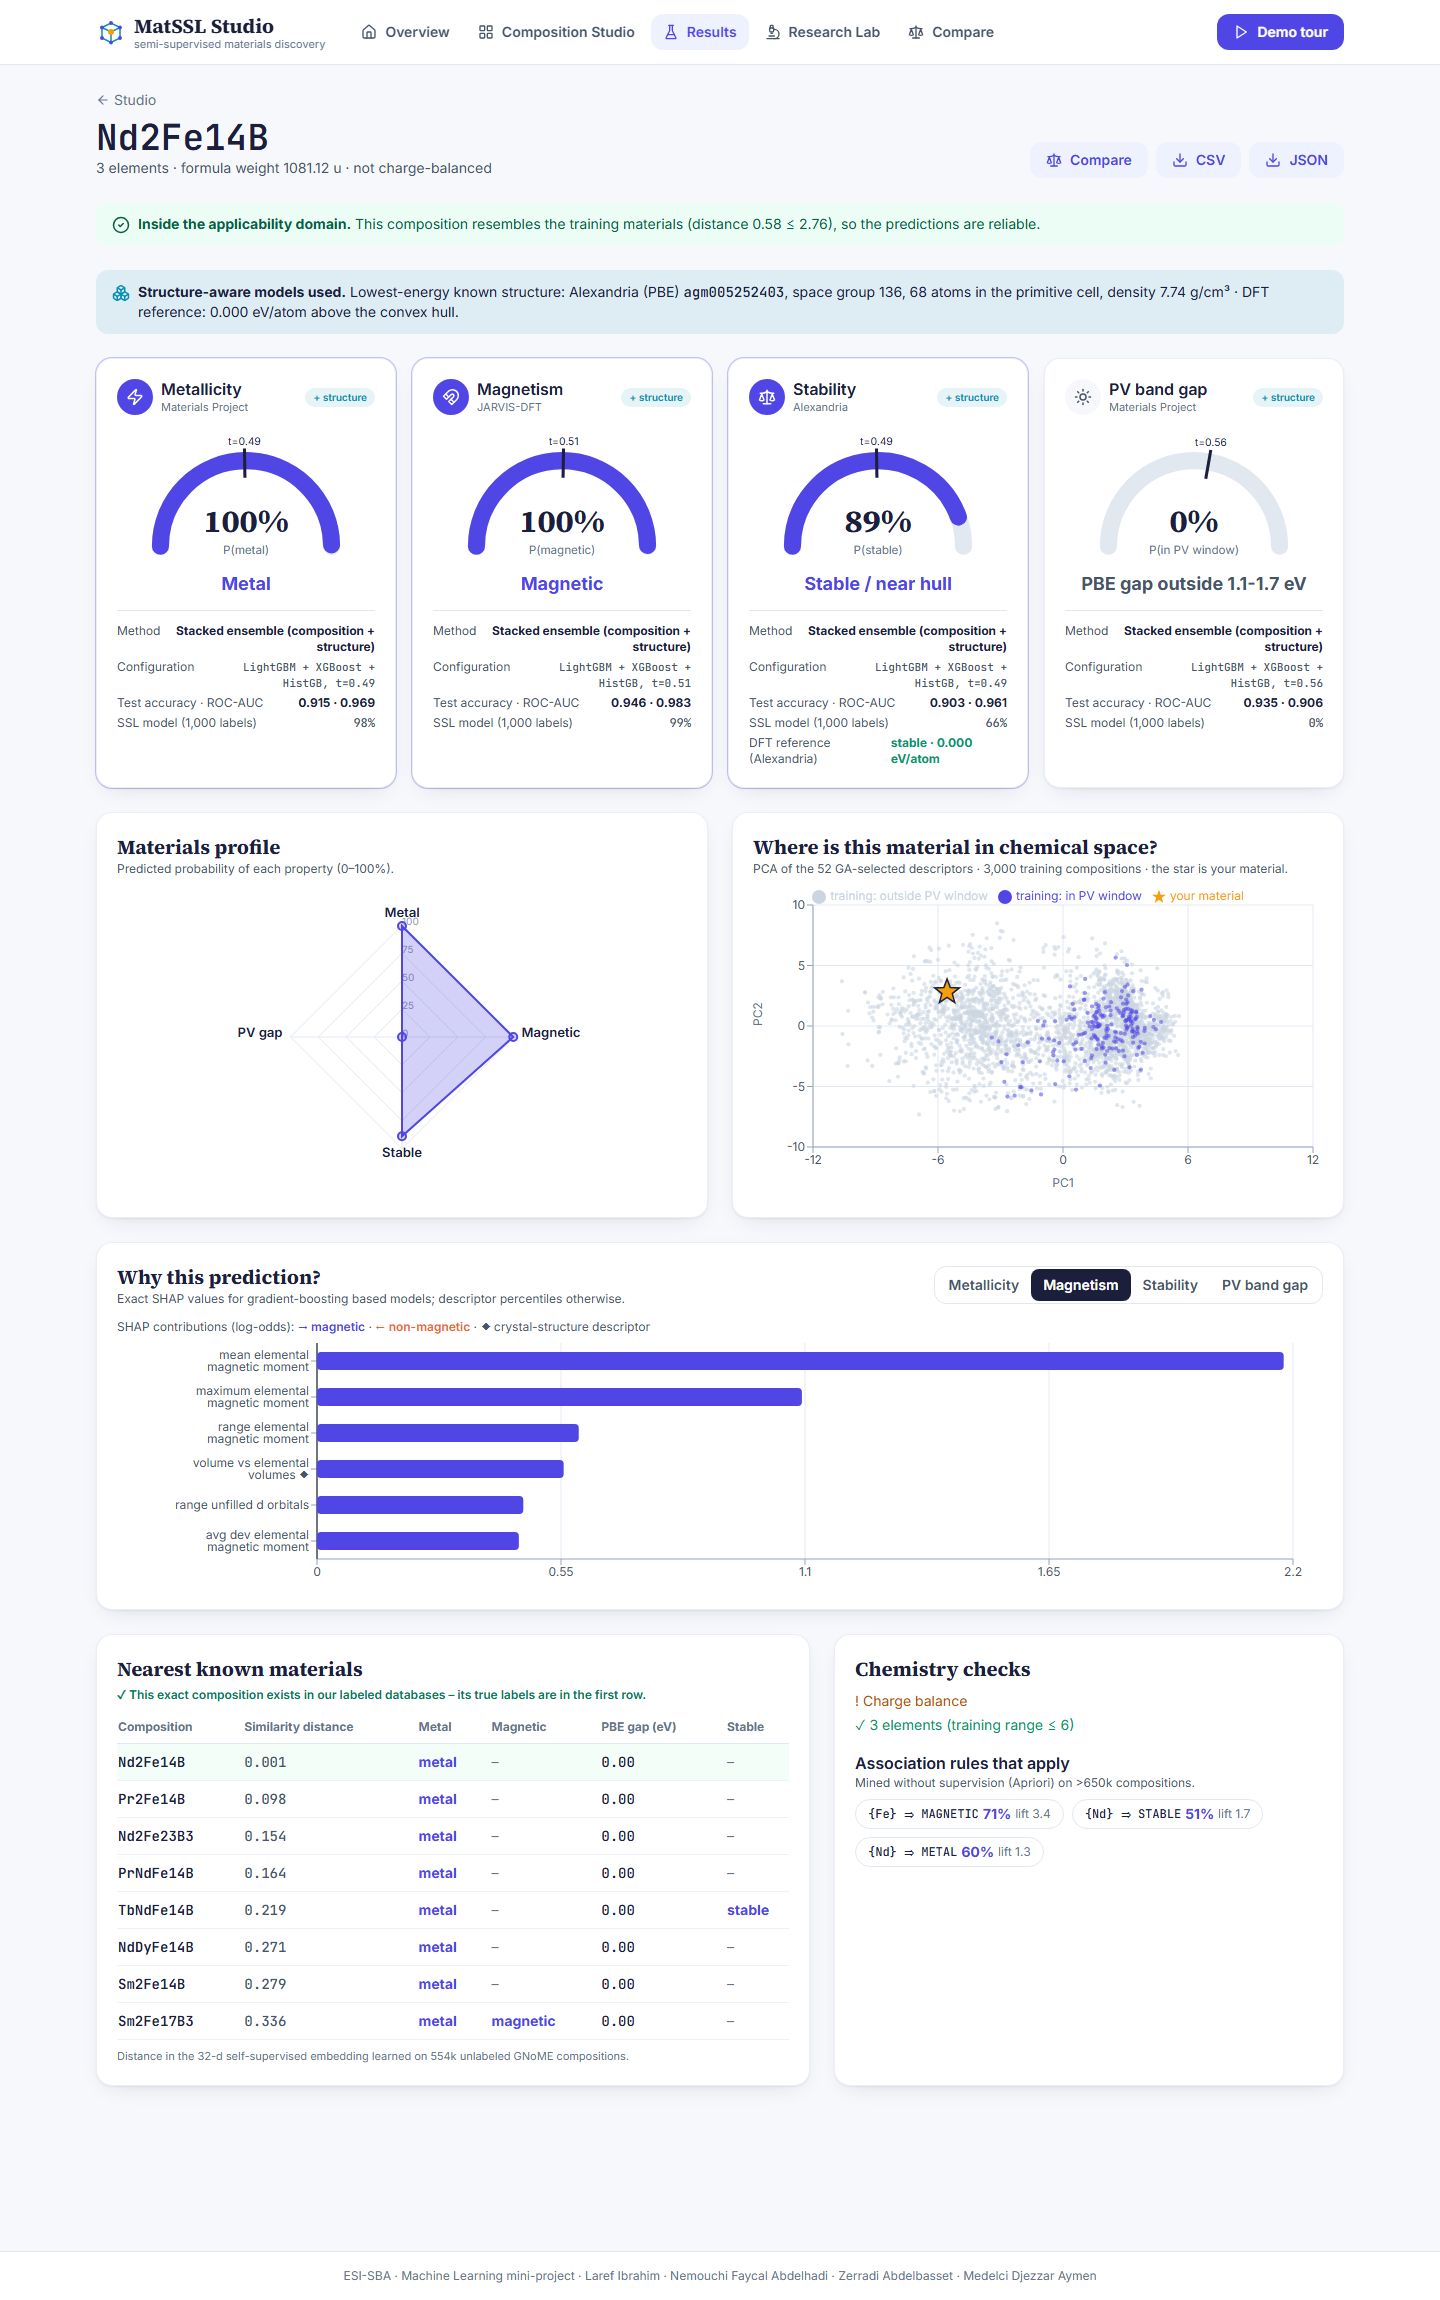 MatSSL Studio
semi-supervised materials discovery
Overview
Composition Studio
Results
Research Lab
Compare
Demo tour
← Studio
Nd2Fe14B
3 elements · formula weight 1081.12 u · not charge-balanced
Compare
CSV
JSON
Inside the applicability domain. This composition resembles the training materials (distance 0.58 ≤ 2.76), so the predictions are reliable.
Structure-aware models used. Lowest-energy known structure: Alexandria (PBE) agm005252403, space group 136, 68 atoms in the primitive cell, density 7.74 g/cm³ · DFT
reference: 0.000 eV/atom above the convex hull.
Metallicity
Materials Project
+ structure
t=0.49
100%
P(metal)
Metal
Method Stacked ensemble (composition +
structure)
Configuration LightGBM + XGBoost +
HistGB, t=0.49
Test accuracy · ROC-AUC 0.915 · 0.969
SSL model (1,000 labels) 98%
Magnetism
JARVIS-DFT
+ structure
t=0.51
100%
P(magnetic)
Magnetic
Method Stacked ensemble (composition +
structure)
Configuration LightGBM + XGBoost +
HistGB, t=0.51
Test accuracy · ROC-AUC 0.946 · 0.983
SSL model (1,000 labels) 99%
Stability
Alexandria
+ structure
t=0.49
89%
P(stable)
Stable / near hull
Method Stacked ensemble (composition +
structure)
Configuration LightGBM + XGBoost +
HistGB, t=0.49
Test accuracy · ROC-AUC 0.903 · 0.961
SSL model (1,000 labels) 66%
DFT reference stable · 0.000
(Alexandria) eV/atom
PV band gap
Materials Project
+ structure
t=0.56
0%
P(in PV window)
PBE gap outside 1.1-1.7 eV
Method Stacked ensemble (composition +
structure)
Configuration LightGBM + XGBoost +
HistGB, t=0.56
Test accuracy · ROC-AUC 0.935 · 0.906
SSL model (1,000 labels) 0%
Materials profile
Predicted probability of each property (0–100%).
Metal
100
75
50
25
0
PV gap
Magnetic
Stable
Where is this material in chemical space?
PCA of the 52 GA-selected descriptors · 3,000 training compositions · the star is your material.
training: outside PV window training: in PV window your material
10
5
0
-5
-10
PC2
-12 -6 0 6 12
PC1
Why this prediction?
Exact SHAP values for gradient-boosting based models; descriptor percentiles otherwise.
Metallicity Magnetism Stability PV band gap
SHAP contributions (log-odds): → magnetic · ← non-magnetic · ◆ crystal-structure descriptor
mean elemental
magnetic moment
maximum elemental
magnetic moment
range elemental
magnetic moment
volume vs elemental
volumes ◆
range unfilled d orbitals
avg dev elemental
magnetic moment
0 0.55 1.1 1.65 2.2
Nearest known materials
✓ This exact composition exists in our labeled databases – its true labels are in the first row.
Composition Similarity distance Metal Magnetic PBE gap (eV) Stable
Nd2Fe14B 0.001 metal – 0.00 –
Pr2Fe14B 0.098 metal – 0.00 –
Nd2Fe23B3 0.154 metal – 0.00 –
PrNdFe14B 0.164 metal – 0.00 –
TbNdFe14B 0.219 metal – 0.00 stable
NdDyFe14B 0.271 metal – 0.00 –
Sm2Fe14B 0.279 metal – 0.00 –
Sm2Fe17B3 0.336 metal magnetic 0.00 –
Distance in the 32-d self-supervised embedding learned on 554k unlabeled GNoME compositions.
Chemistry checks
! Charge balance
✓ 3 elements (training range ≤ 6)
Association rules that apply
Mined without supervision (Apriori) on >650k compositions.
{Fe} ⇒ MAGNETIC 71% lift 3.4
{Nd} ⇒ STABLE 51% lift 1.7
{Nd} ⇒ METAL 60% lift 1.3
ESI-SBA · Machine Learning mini-project · Laref Ibrahim · Nemouchi Faycal Abdelhadi · Zerradi Abdelbasset · Medelci Djezzar Aymen